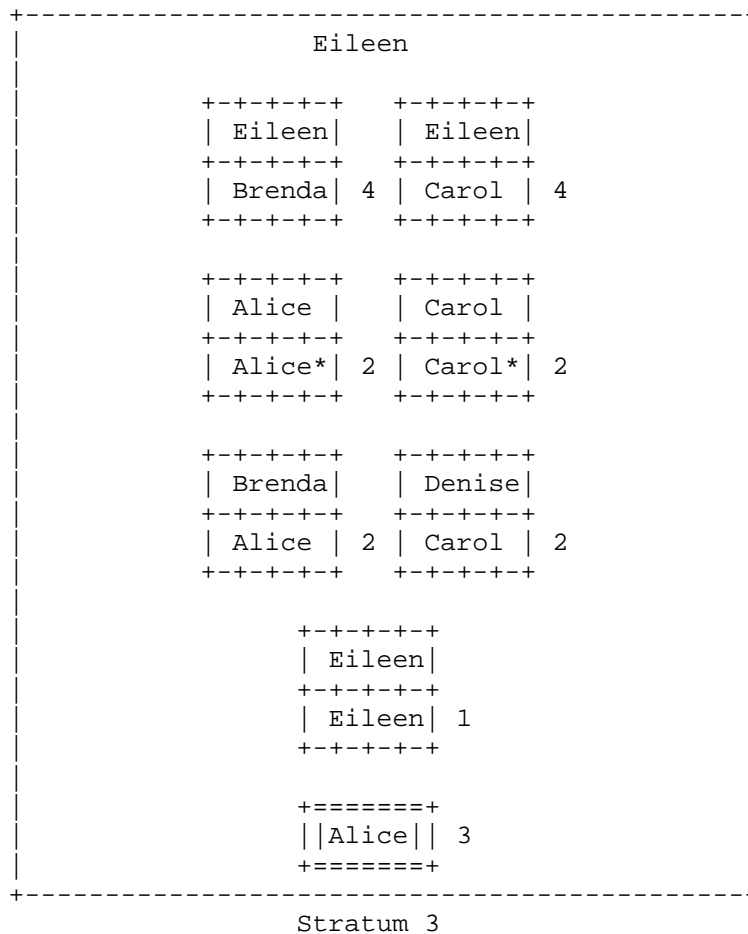 Eileen
| Eileen| | Eileen|
| Brenda| 4 | Carol | 4
| Alice | | Carol |
| Alice*| 2 | Carol*| 2
| Brenda| | Denise|
| Alice | 2 | Carol | 2
| Eileen|
| Eileen| 1
||Alice|| 3
Stratum 3